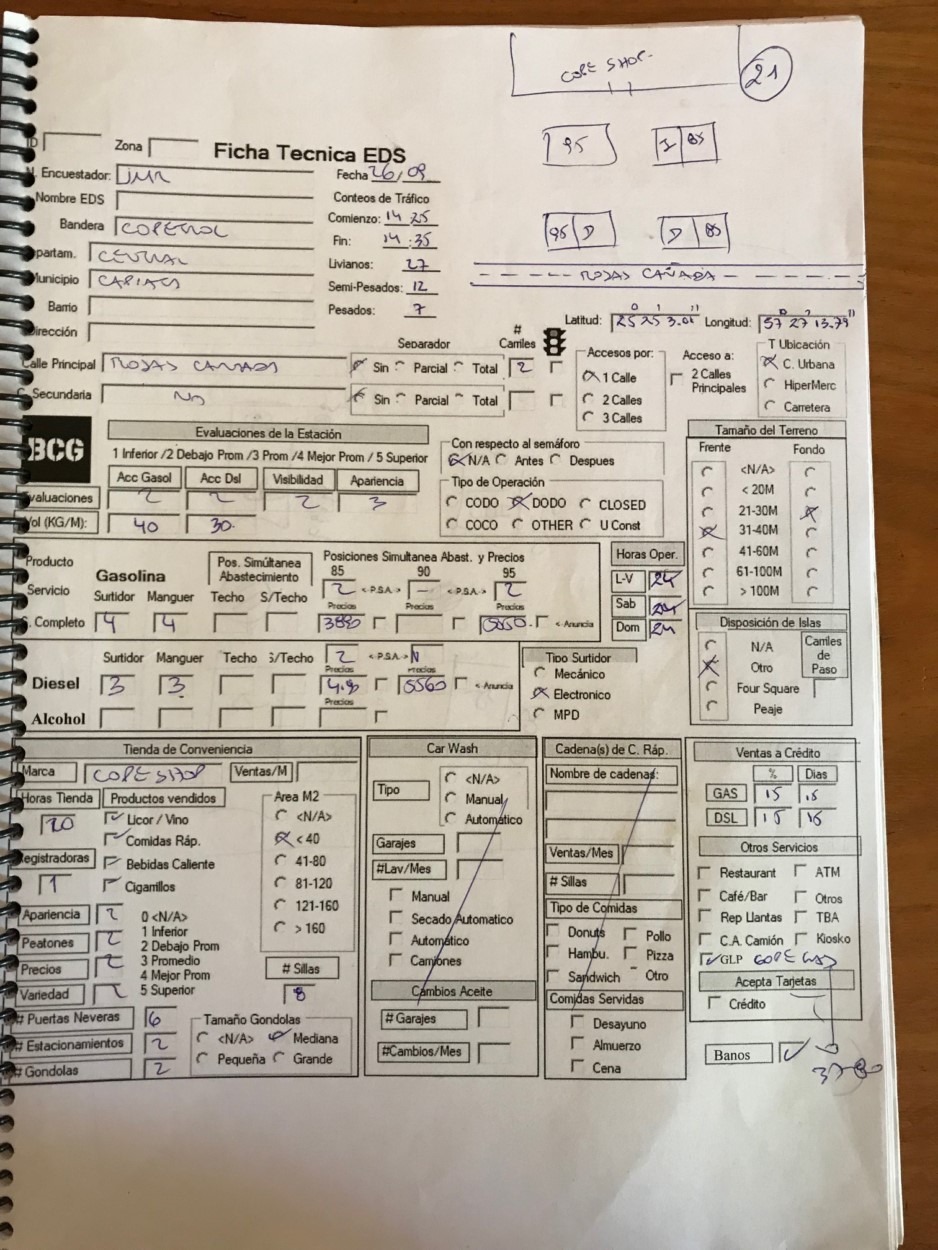 COPE SHOP.
21
95
D 85
95 D
D 85
ROJAS CAÑADA
ID Zona
Ficha Tecnica EDS
N. Encuestador: JMR Fecha 26/09
Nombre EDS Conteos de Tráfico
Bandera COPETROL Comienzo: 14:25
Fin: 14:35
Departam. CENTRAL Livianos: 27
Municipio CAPIATA Semi-Pesados: 12
Barrio Pesados: 7
Dirección
Latitud: 25° 25' 3.01" Longitud: 57° 27' 13.79"
Calle Principal ROJAS CAÑADA Separador Sin Parcial Total # Carriles 2
C. Secundaria NO Sin Parcial Total
Accesos por:
1 Calle
2 Calles
3 Calles
Acceso a:
2 Calles Principales
T Ubicación
C. Urbana
HiperMerc
Carretera
BCG
Evaluaciones de la Estación
1 Inferior /2 Debajo Prom /3 Prom /4 Mejor Prom / 5 Superior
Acc Gasol Acc Dsl Visibilidad Apariencia
Evaluaciones 2 2 2 3
Vol (KG/M): 40 30.
Con respecto al semáforo
N/A Antes Despues
Tipo de Operación
CODO DODO CLOSED
COCO OTHER U Const
Tamaño del Terreno
Frente Fondo
<N/A>
< 20M
21-30M
31-40M
41-60M
61-100M
> 100M
Producto
Servicio
Gasolina
Pos. Simúltanea Abastecimiento
Posiciones Simultanea Abast. y Precios
85 90 95
2 <P.S.A.> - <P.S.A.> 2
Surtidor Manguer Techo S/Techo Precios Precios Precios
S. Completo 4 4 < Anuncia
Horas Oper.
L-V 24
Sab 24
Dom 24
Disposición de Islas
N/A
Otro
Four Square
Peaje
Carriles de Paso
Surtidor Manguer Techo S/Techo 2 <P.S.A.> N
Precios Precios
Diesel 3 3 5560 < Anuncia
Precios
Alcohol
Tipo Surtidor
Mecánico
Electronico
MPD
Tienda de Conveniencia
Marca COPE SHOP Ventas/M
Horas Tienda Productos vendidos
20
Licor / Vino
Comidas Ráp.
Bebidas Caliente
Cigarrillos
Registradoras
1
Area M2
<N/A>
< 40
41-80
81-120
121-160
> 160
Apariencia 2
Peatones 2
Precios 2
Variedad 2
0 <N/A>
1 Inferior
2 Debajo Prom
3 Promedio
4 Mejor Prom
5 Superior
# Sillas
8
# Puertas Neveras 6
# Estacionamientos 2
# Gondolas 2
Tamaño Gondolas
<N/A> Mediana
Pequeña Grande
Car Wash
Tipo
<N/A>
Manual
Automático
Garajes
#Lav/Mes
Manual
Secado Automatico
Automático
Camiones
Cambios Aceite
# Garajes
#Cambios/Mes
Cadena(s) de C. Ráp.
Nombre de cadenas:
Ventas/Mes
# Sillas
Tipo de Comidas
Donuts Pollo
Hambu. Pizza
Sandwich Otro
Comidas Servidas
Desayuno
Almuerzo
Cena
Ventas a Crédito
% Dias
GAS 15 15
DSL 15 15
Otros Servicios
Restaurant ATM
Café/Bar Otros
Rep Llantas TBA
C.A. Camión Kiosko
GLP COPE GAS
Acepta Tarjetas
Crédito
Banos